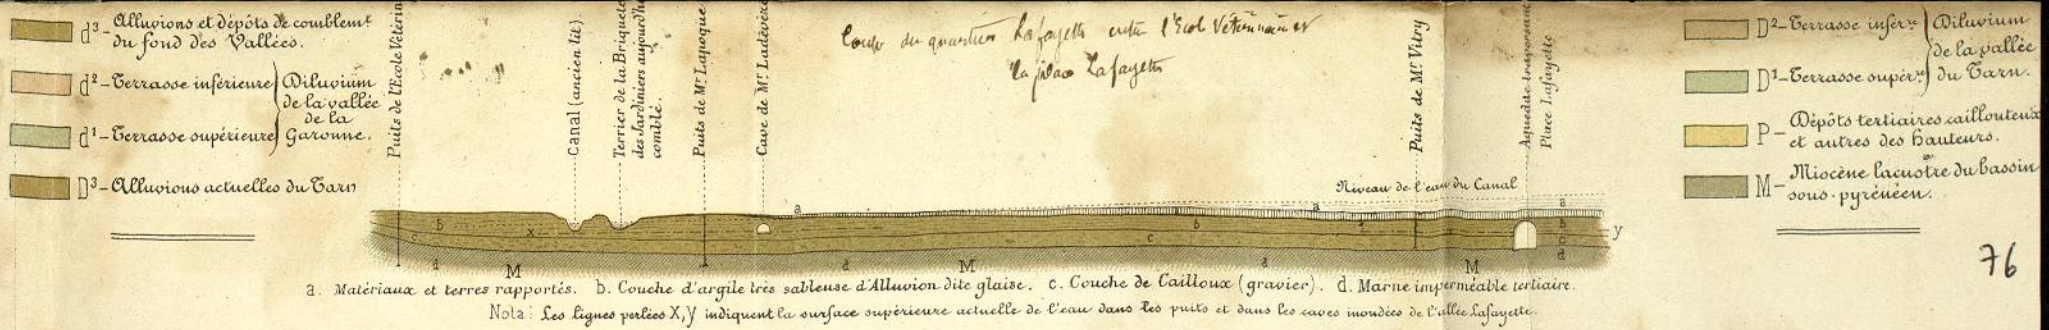 d³ - Alluvions et dépôts de comblemt
du fond des Vallées.
d² - Terrasse inférieure
d¹ - Terrasse supérieure
Diluvium
de la vallée
de la
Garonne.
D³ - Alluvions actuelles du Tarn
Puits de l'Ecole Vétérin
Canal (ancien lit).
Terrier de la Briquete
des Jardiniers aujourd'h
comblé.
Puits de Mr Lapoque
Cave de Mr Ladevèze
Coupe du quartier Lafayette entre l'Ecole Vétérinaire et
la place Lafayette
Puits de Mr Vitry
Aqueduc traversant
Place Lafayette
Niveau de l'eau du Canal
a
a
a
b
b
b
x
y
c
c
c
d
d
d
d
M
M
M
a. Matériaux et terres rapportés. b. Couche d'argile très sableuse d'Alluvion dite glaise. c. Couche de Cailloux (gravier). d. Marne imperméable tertiaire.
Nota: Les lignes perlées X, y indiquent la surface supérieure actuelle de l'eau dans les puits et dans les caves inondées de l'allée Lafayette.
D² - Terrasse inférre
D¹ - Terrasse supérre
Diluvium
de la vallée
du Tarn.
P - Dépôts tertiaires caillouteux
et autres des hauteurs.
M - Miocène lacustre du bassin
sous-pyrénéen.
76